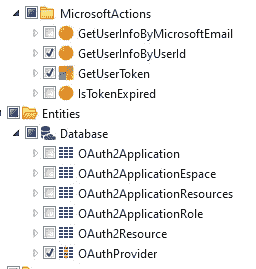 MicrosoftActions
GetUserInfoByMicrosoftEmail
GetUserInfoByUserId
GetUserToken
IsTokenExpired
Entities
Database
OAuth2Application
OAuth2ApplicationEspace
OAuth2ApplicationResources
OAuth2ApplicationRole
OAuth2Resource
OAuthProvider